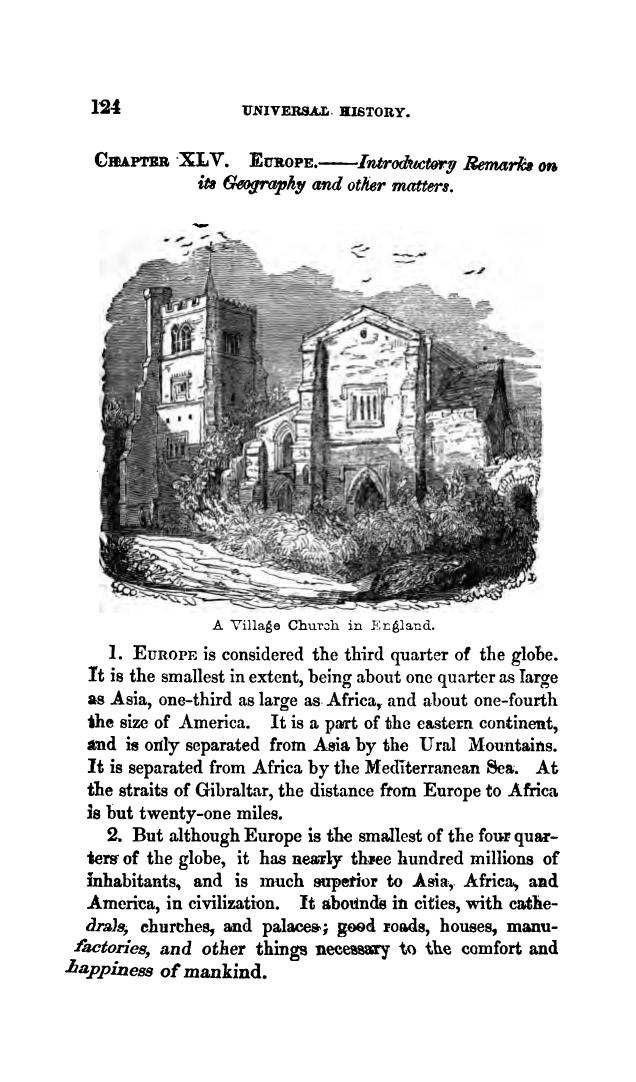 124 UNIVERSAL HISTORY.
CHAPTER XLV. EUROPE.——Introductory Remarks on
its Geography and other matters.
A Village Church in England.
1. EUROPE is considered the third quarter of the globe.
It is the smallest in extent, being about one quarter as large
as Asia, one-third as large as Africa, and about one-fourth
the size of America. It is a part of the eastern continent,
and is only separated from Asia by the Ural Mountains.
It is separated from Africa by the Mediterranean Sea. At
the straits of Gibraltar, the distance from Europe to Africa
is but twenty-one miles.
2. But although Europe is the smallest of the four quar-
ters of the globe, it has nearly three hundred millions of
inhabitants, and is much superior to Asia, Africa, and
America, in civilization. It abounds in cities, with cathe-
drals, churches, and palaces; good roads, houses, manu-
factories, and other things necessary to the comfort and
happiness of mankind.